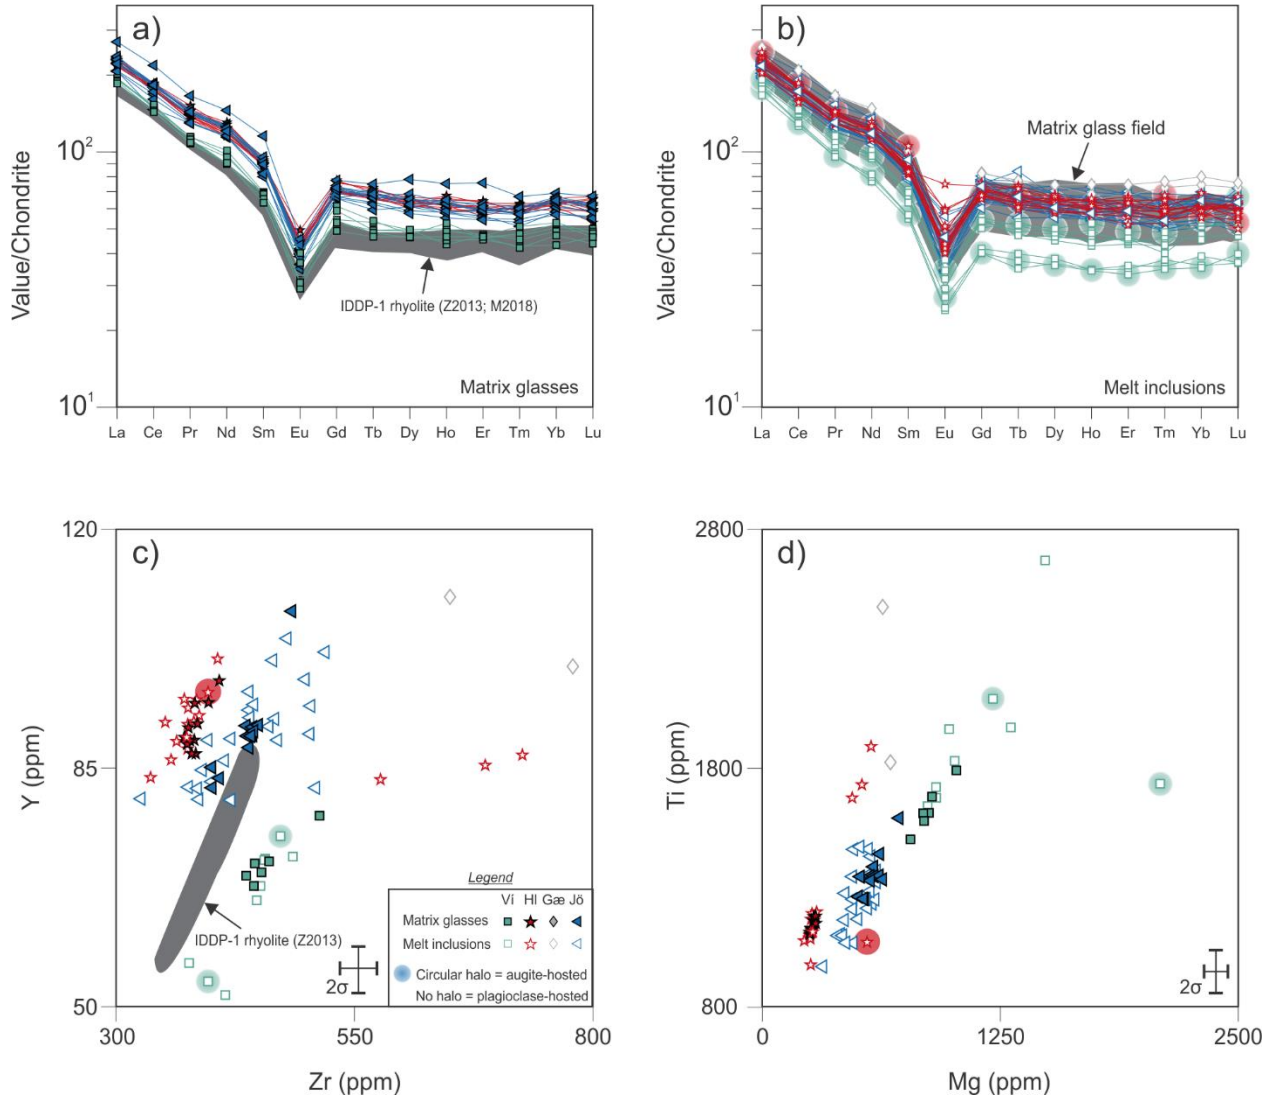 a)
10²
10¹
Value/Chondrite
IDDP-1 rhyolite (Z2013; M2018)
Matrix glasses
La Ce Pr Nd Sm Eu Gd Tb Dy Ho Er Tm Yb Lu
b)
10²
10¹
Value/Chondrite
Matrix glass field
Melt inclusions
La Ce Pr Nd Sm Eu Gd Tb Dy Ho Er Tm Yb Lu
c)
120
85
50
Y (ppm)
IDDP-1 rhyolite (Z2013)
2σ
Legend
Vi Hl Gæ Jö
Matrix glasses
Melt inclusions
Circular halo = augite-hosted
No halo = plagioclase-hosted
300 550 800
Zr (ppm)
d)
2800
1800
800
Ti (ppm)
2σ
0 1250 2500
Mg (ppm)